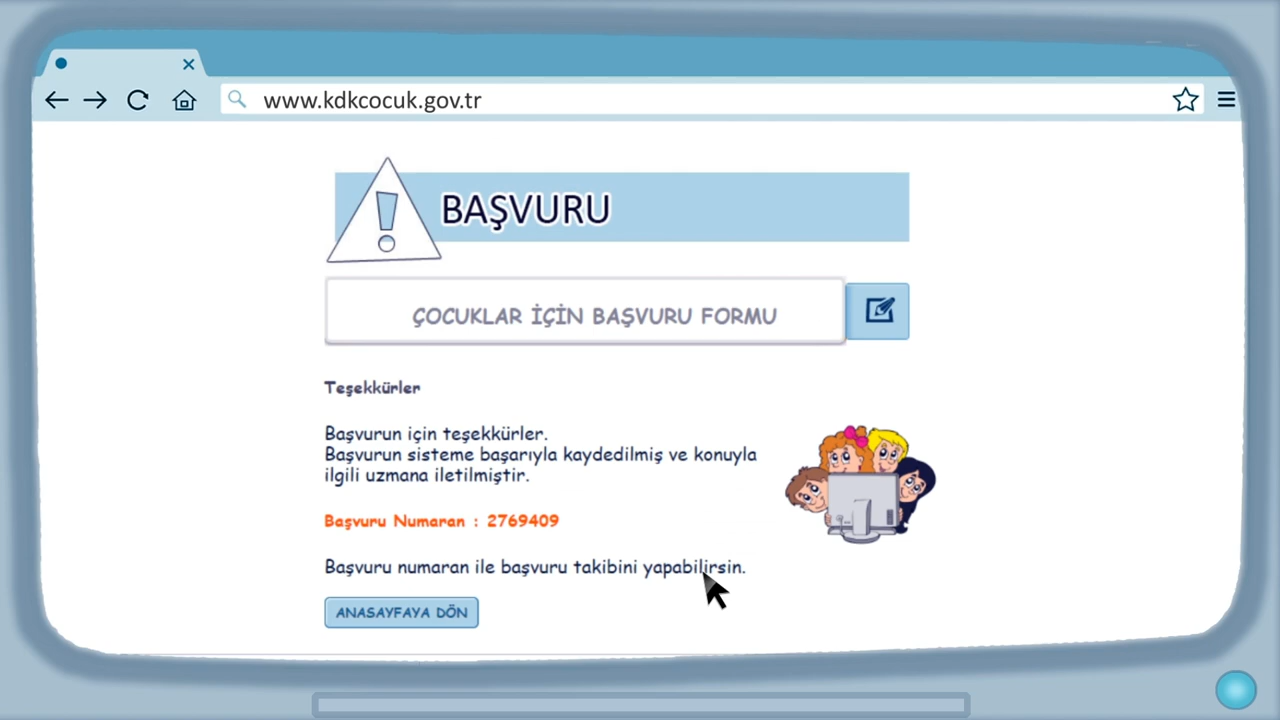 www.kdkcocuk.gov.tr
BAŞVURU
ÇOCUKLAR İÇİN BAŞVURU FORMU
Teşekkürler
Başvurun için teşekkürler.
Başvurun sisteme başarıyla kaydedilmiş ve konuyla
ilgili uzmana iletilmiştir.
Başvuru Numaran : 2769409
Başvuru numaran ile başvuru takibini yapabilirsin.
ANASAYFAYA DÖN